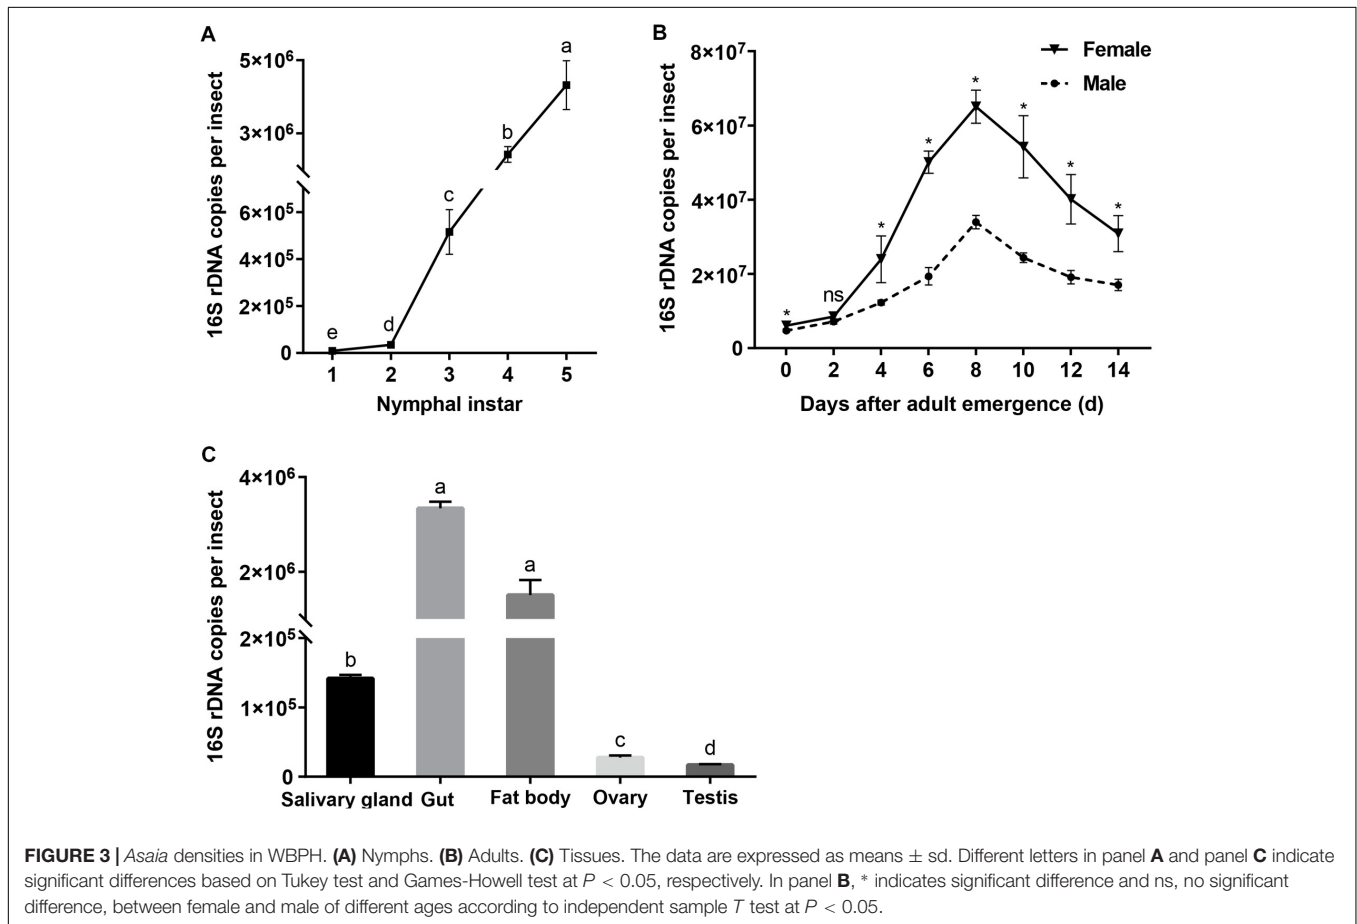 A
16S rDNA copies per insect
5×10⁶
3×10⁶
6×10⁵
4×10⁵
2×10⁵
0
e
d
c
b
a
1 2 3 4 5
Nymphal instar
B
16S rDNA copies per insect
8×10⁷
6×10⁷
4×10⁷
2×10⁷
0
Female
Male
* ns * * * * * *
0 2 4 6 8 10 12 14
Days after adult emergence (d)
C
16S rDNA copies per insect
4×10⁶
2×10⁶
2×10⁵
1×10⁵
0
b a a c d
Salivary gland Gut Fat body Ovary Testis
FIGURE 3 | Asaia densities in WBPH. (A) Nymphs. (B) Adults. (C) Tissues. The data are expressed as means ± sd. Different letters in panel A and panel C indicate
significant differences based on Tukey test and Games-Howell test at P < 0.05, respectively. In panel B, * indicates significant difference and ns, no significant
difference, between female and male of different ages according to independent sample T test at P < 0.05.